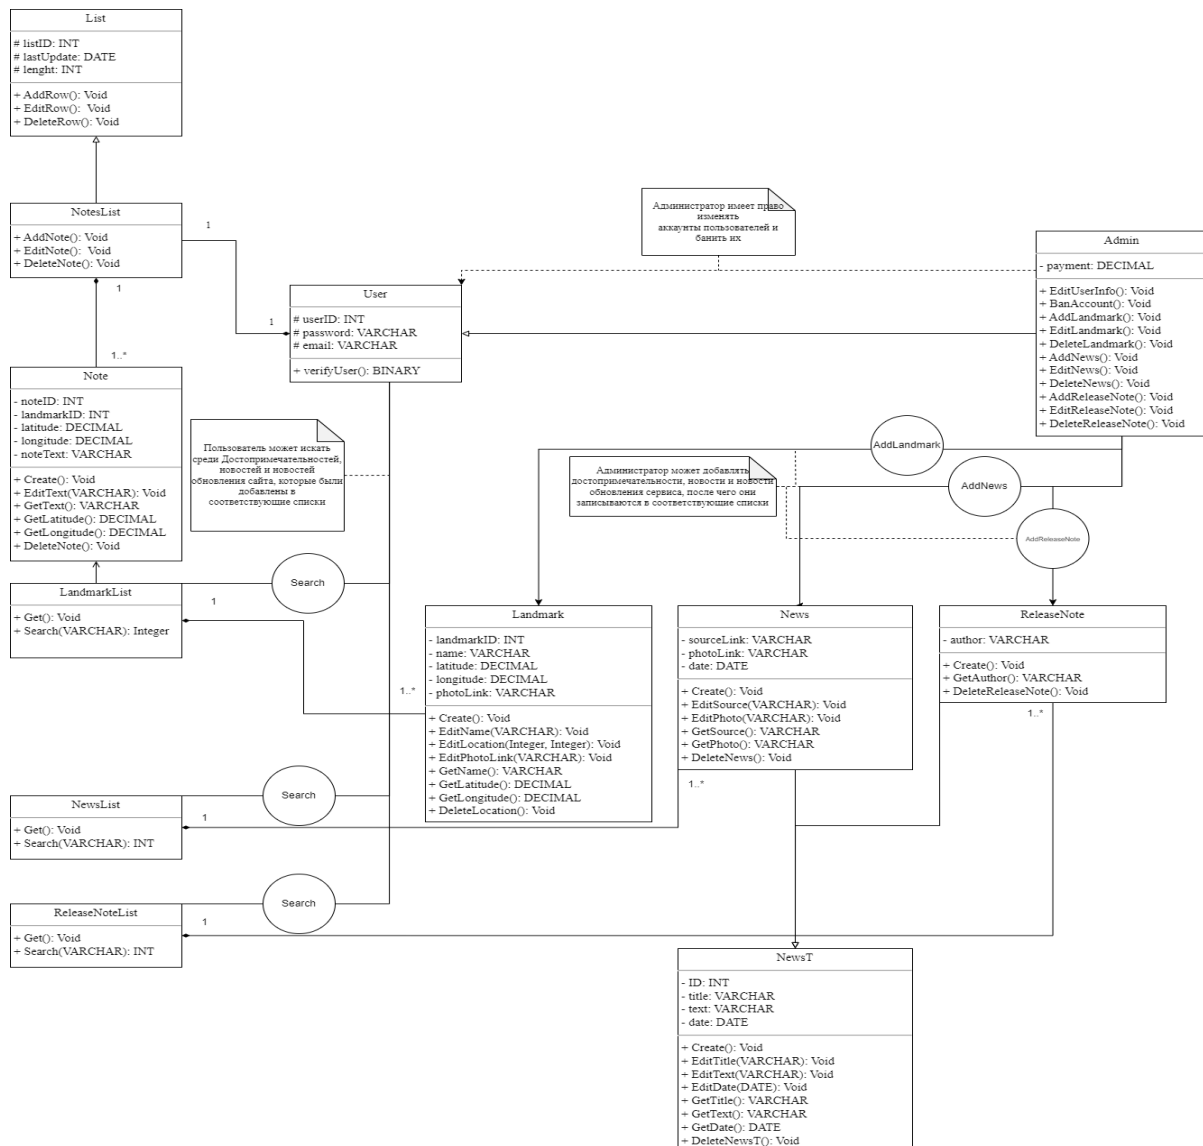 List
# listID: INT
# lastUpdate: DATE
# lenght: INT
+ AddRow(): Void
+ EditRow():  Void
+ DeleteRow(): Void
NotesList
+ AddNote(): Void
+ EditNote():  Void
+ DeleteNote(): Void
1
1
1
1..*
Администратор имеет право
изменять
аккаунты пользователей и
банить их
Admin
- payment: DECIMAL
+ EditUserInfo(): Void
+ BanAccount(): Void
+ AddLandmark(): Void
+ EditLandmark(): Void
+ DeleteLandmark(): Void
+ AddNews(): Void
+ EditNews(): Void
+ DeleteNews(): Void
+ AddReleaseNote(): Void
+ EditReleaseNote(): Void
+ DeleteReleaseNote(): Void
User
# userID: INT
# password: VARCHAR
# email: VARCHAR
+ verifyUser(): BINARY
Note
- noteID: INT
- landmarkID: INT
- latitude: DECIMAL
- longitude: DECIMAL
- noteText: VARCHAR
+ Create(): Void
+ EditText(VARCHAR): Void
+ GetText(): VARCHAR
+ GetLatitude(): DECIMAL
+ GetLongitude(): DECIMAL
+ DeleteNote(): Void
Пользователь может искать
среди Достопримечательностей,
новостей и новостей
обновления сайта, которые были
добавлены в
соответствующие списки
AddLandmark
Администратор может добавлять
достопримечательности, новости и новости
обновления сервиса, после чего они
записываются в соответствующие списки
AddNews
AddReleaseNote
LandmarkList
+ Get(): Void
+ Search(VARCHAR): Integer
Search
1
1..*
Landmark
- landmarkID: INT
- name: VARCHAR
- latitude: DECIMAL
- longitude: DECIMAL
- photoLink: VARCHAR
+ Create(): Void
+ EditName(VARCHAR): Void
+ EditLocation(Integer, Integer): Void
+ EditPhotoLink(VARCHAR): Void
+ GetName(): VARCHAR
+ GetLatitude(): DECIMAL
+ GetLongitude(): DECIMAL
+ DeleteLocation(): Void
News
- sourceLink: VARCHAR
- photoLink: VARCHAR
- date: DATE
+ Create(): Void
+ EditSource(VARCHAR): Void
+ EditPhoto(VARCHAR): Void
+ GetSource(): VARCHAR
+ GetPhoto(): VARCHAR
+ DeleteNews(): Void
1..*
ReleaseNote
- author: VARCHAR
+ Create(): Void
+ GetAuthor(): VARCHAR
+ DeleteReleaseNote(): Void
1..*
NewsList
+ Get(): Void
+ Search(VARCHAR): INT
Search
1
ReleaseNoteList
+ Get(): Void
+ Search(VARCHAR): INT
Search
1
NewsT
- ID: INT
- title: VARCHAR
- text: VARCHAR
- date: DATE
+ Create(): Void
+ EditTitle(VARCHAR): Void
+ EditText(VARCHAR): Void
+ EditDate(DATE): Void
+ GetTitle(): VARCHAR
+ GetText(): VARCHAR
+ GetDate(): DATE
+ DeleteNewsT(): Void